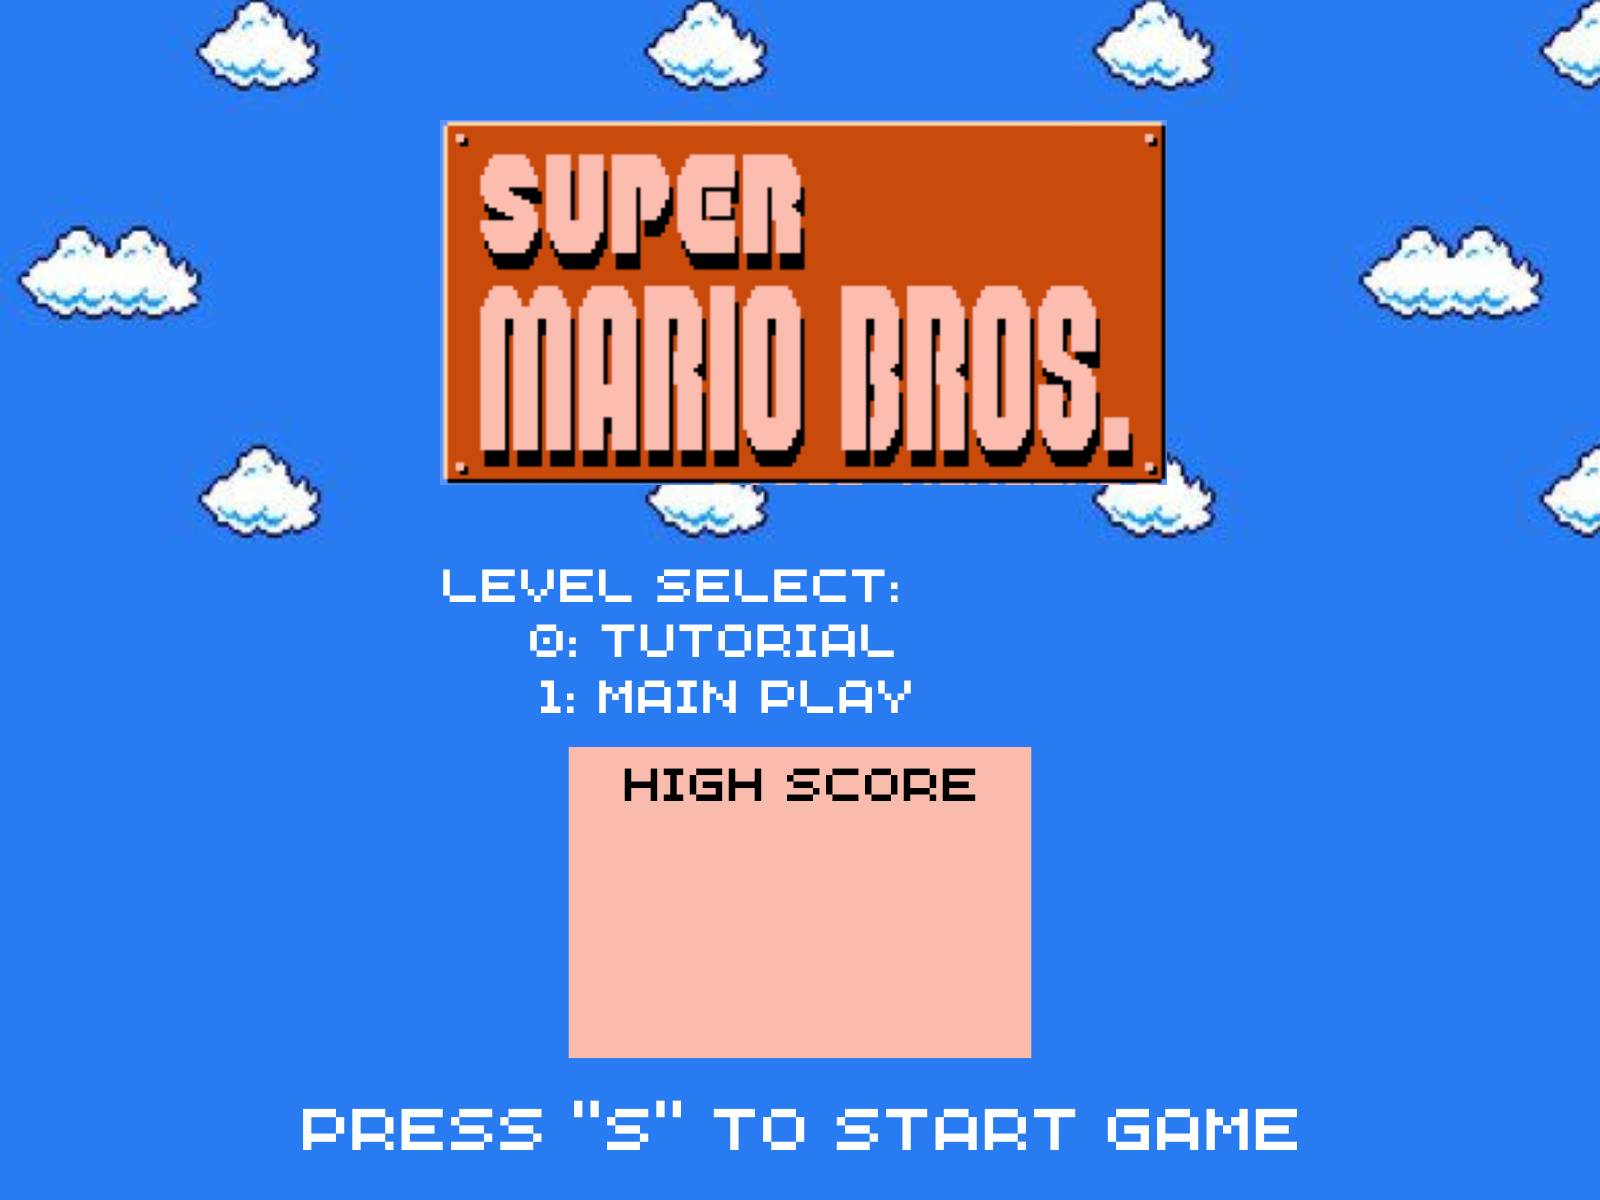 SUPER
MARIO BROS.
LEVEL SELECT:
0: TUTORIAL
1: MAIN PLAY
HIGH SCORE
PRESS "S" TO START GAME